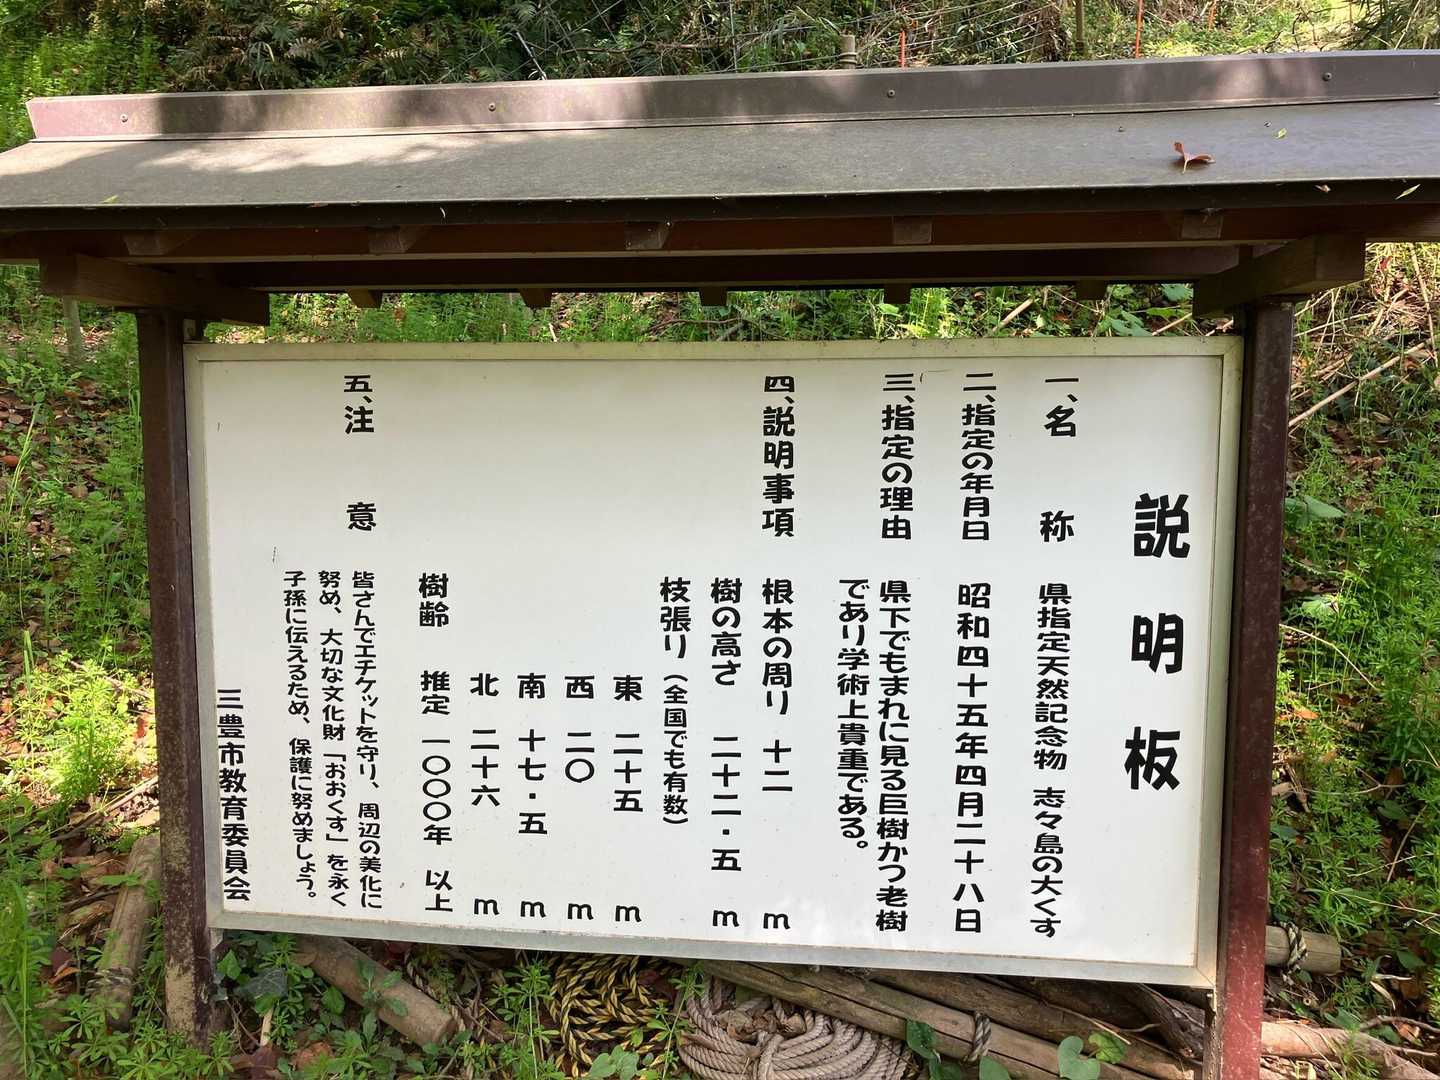 説明板
一、名称 県指定天然記念物 志々島の大くす
二、指定の年月日 昭和四十五年四月二十八日
三、指定の理由 県下でもまれに見る巨樹かつ老樹
であり学術上貴重である。
四、説明事項 根本の周り 十二 m
樹の高さ 二十二・五 m
枝張り(全国でも有数)
東 二十五 m
西 二〇 m
南 十七・五 m
北 二十六 m
樹齢 推定 一〇〇〇年 以上
五、注意 皆さんでエチケットを守り、周辺の美化に
努め、大切な文化財「おおくす」を永く
子孫に伝えるため、保護に努めましょう。
三豊市教育委員会